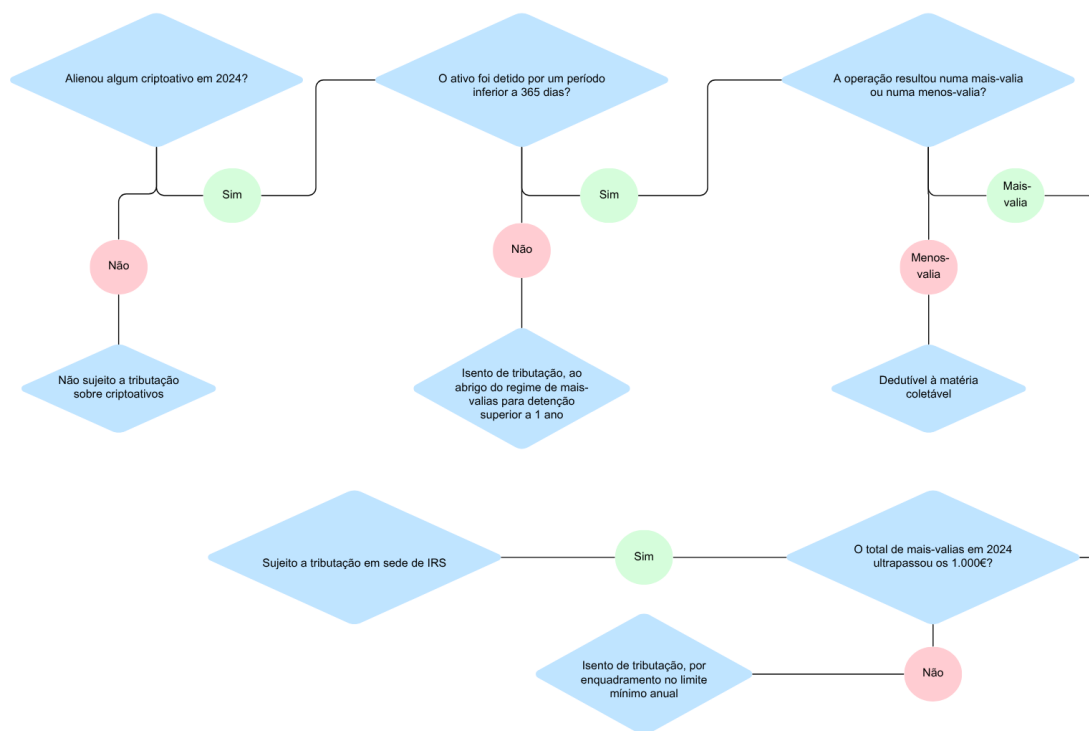 Alienou algum criptoativo em 2024?
O ativo foi detido por um período
inferior a 365 dias?
A operação resultou numa mais-valia
ou numa menos-valia?
Sim
Sim
Mais-
valia
Não
Não
Menos-
valia
Não sujeito a tributação
sobre criptoativos
Isento de tributação, ao
abrigo do regime de mais-
valias para detenção
superior a 1 ano
Dedutível à matéria
coletável
Sujeito a tributação em sede de IRS
Sim
O total de mais-valias em 2024
ultrapassou os 1.000€?
Isento de tributação, por
enquadramento no limite
mínimo anual
Não